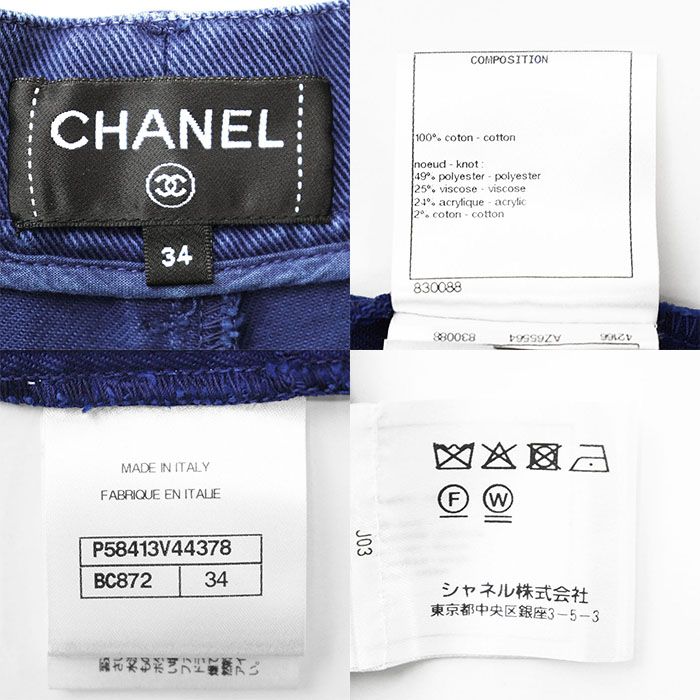 CHANEL
34
COMPOSITION
100% coton - cotton
noeud - knot :
49% polyester - polyester
25% viscose - viscose
24% acrylique - acrylic
2% coton - cotton
830088
830088 AZ65564 42166
MADE IN ITALY
FABRIQUE EN ITALIE
P58413V44378
BC872 34
J03
F W
シャネル株式会社
東京都中央区銀座3-5-3